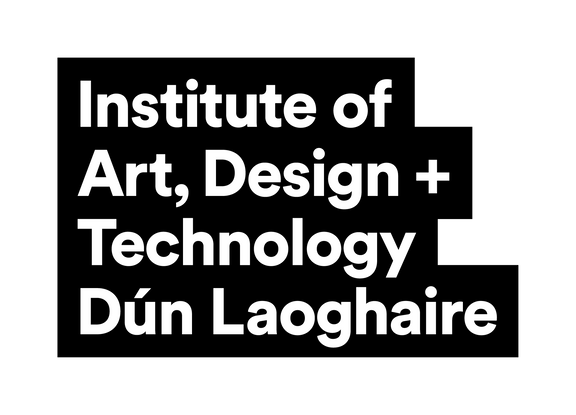 Institute of
Art, Design +
Technology
Dún Laoghaire